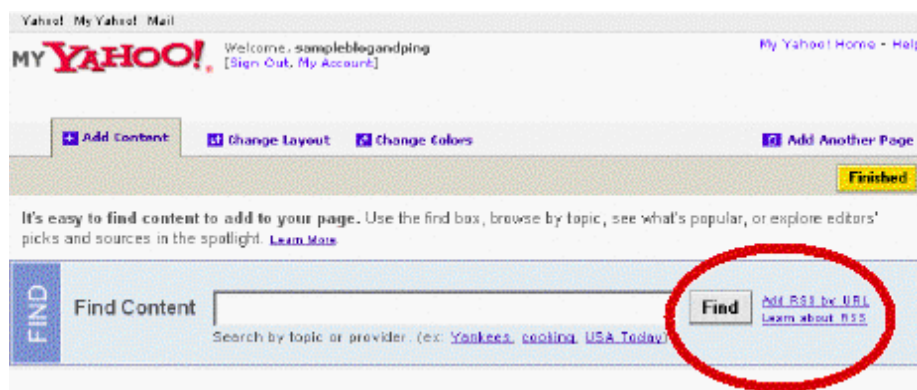 Yahoo! My Yahoo! Mail
MY YAHOO!
Welcome, sampleblogandping
[Sign Out, My Account]
My Yahoo! Home - Help
Add Content
Change Layout
Change Colors
Add Another Page
Finished
It's easy to find content to add to your page. Use the find box, browse by topic, see what's popular, or explore editors'
picks and sources in the spotlight. Learn More
FIND
Find Content
Find
Add RSS by URL
Learn about RSS
Search by topic or provider. (ex: Yankees, cooking, USA Today)